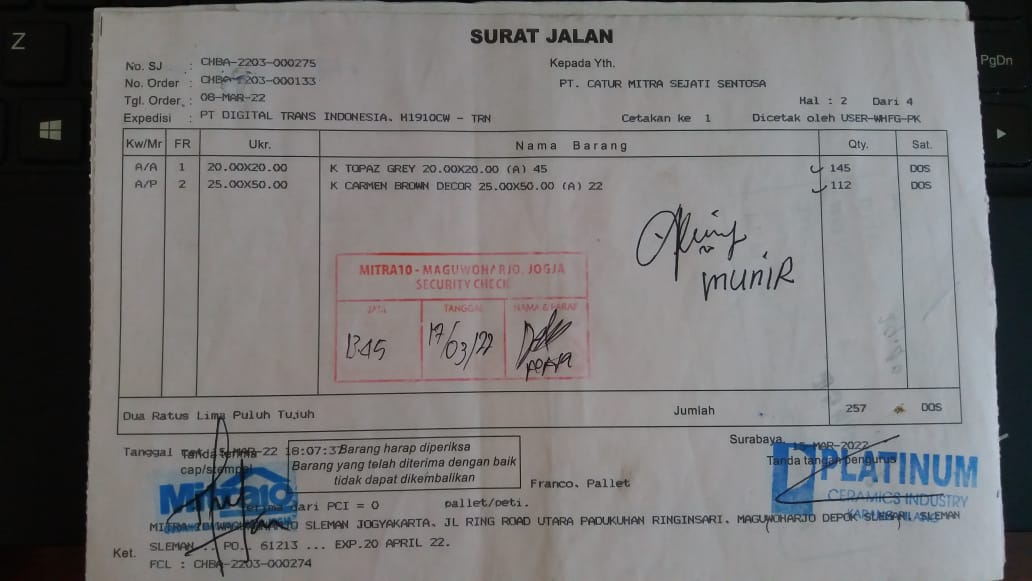 SURAT JALAN
No. SJ : CHBA-2203-000275
Kepada Yth.
No. Order : CHBA-2203-000133
PT. CATUR MITRA SEJATI SENTOSA
Tgl. Order : 08-MAR-22
Hal : 2 Dari 4
Expedisi : PT DIGITAL TRANS INDONESIA. H1910CW - TRN
Cetakan ke 1 Dicetak oleh USER-WHFG-PK
Kw/Mr FR Ukr. Nama Barang Qty. Sat.
A/A 1 20.00X20.00 K TOPAZ GREY 20.00X20.00 (A) 45 145 DOS
A/P 2 25.00X50.00 K CARMEN BROWN DECOR 25.00X50.00 (A) 22 112 DOS
MUNIR
MITRA10 - MAGUWOHARJO, JOGJA
SECURITY CHECK
JAM TANGGAL NAMA & PARAF
17/03/22
Dua Ratus Lima Puluh Tujuh
Jumlah 257 DOS
Tanggal 15-MAR-22 18:07:37
Surabaya, 15-MAR-2022
Tanda terima
cap/stempel
Barang harap diperiksa
Barang yang telah diterima dengan baik
tidak dapat dikembalikan
Tanda tangan pengurus
Franco. Pallet
Mitra10
PLATINUM
CERAMICS INDUSTRY
terima dari PCI = 0 pallet/peti.
MITRA 10 MAGUWOHARJO SLEMAN JOGYAKARTA. JL RING ROAD UTARA PADUKUHAN RINGINSARI. MAGUWOHARJO DEPOK SLEMAN
Ket. SLEMAN .. PO.. 61213 ... EXP.20 APRIL 22.
FCL : CHBA-2203-000274
Z
PgDn